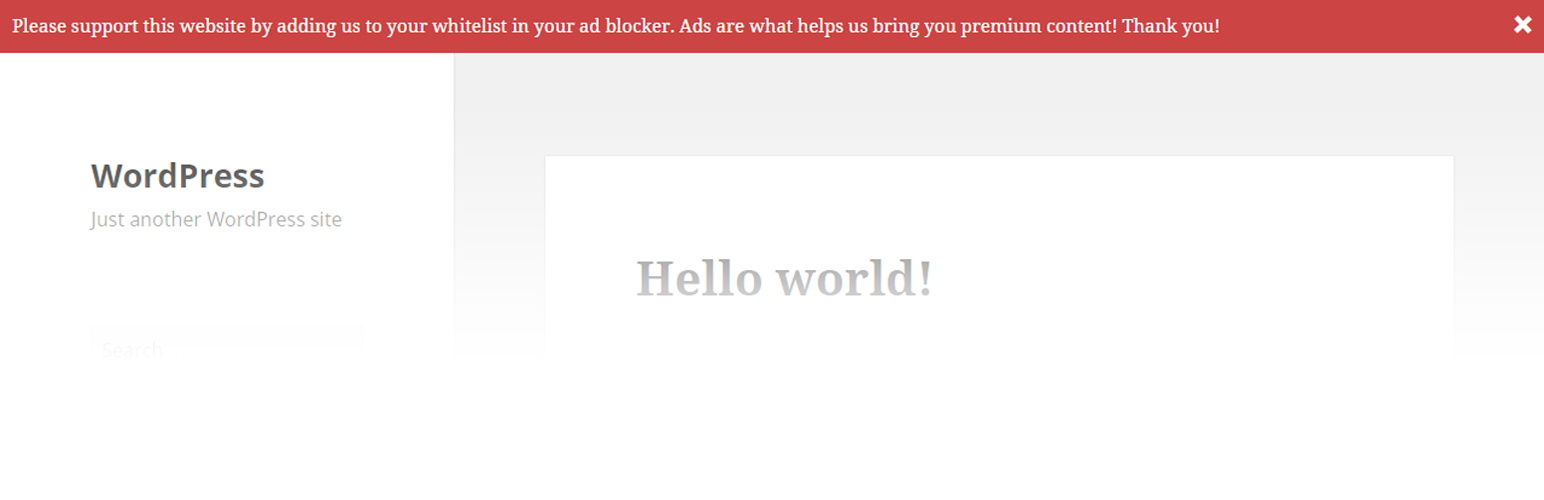 Please support this website by adding us to your whitelist in your ad blocker. Ads are what helps us bring you premium content! Thank you!
WordPress
Just another WordPress site
Hello world!
Search